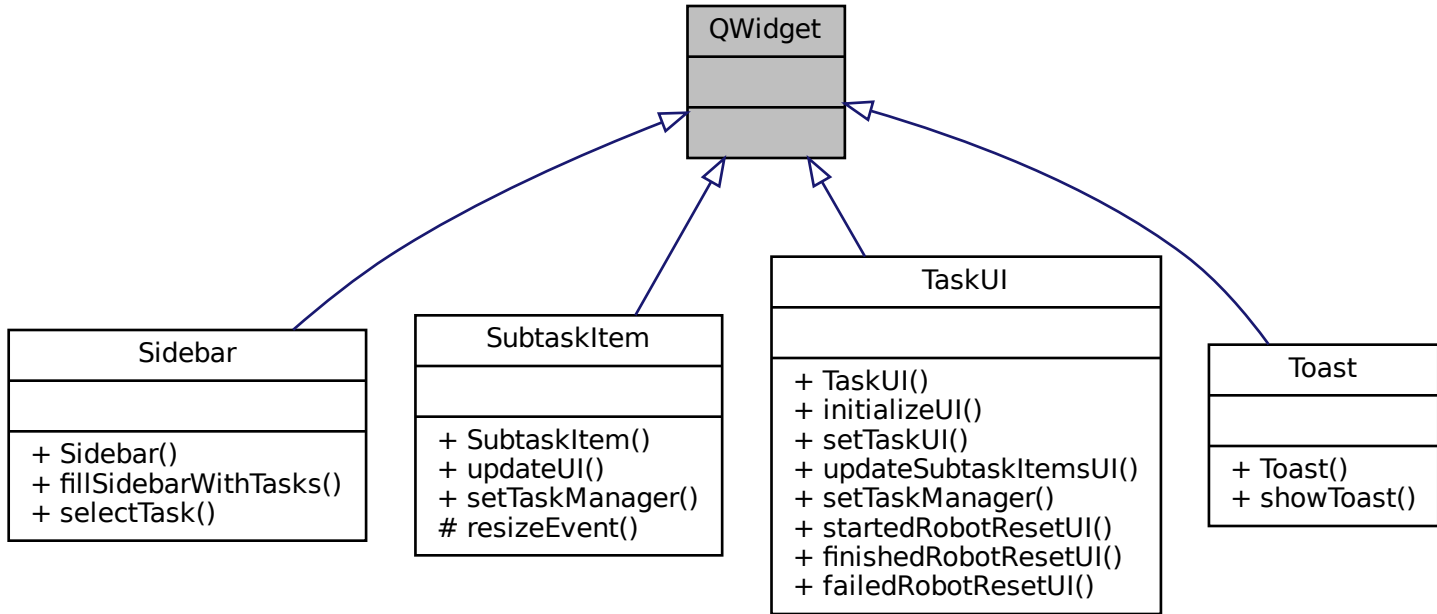 QWidget
Sidebar
+ Sidebar()
+ fillSidebarWithTasks()
+ selectTask()
SubtaskItem
+ SubtaskItem()
+ updateUI()
+ setTaskManager()
# resizeEvent()
TaskUI
+ TaskUI()
+ initializeUI()
+ setTaskUI()
+ updateSubtaskItemsUI()
+ setTaskManager()
+ startedRobotResetUI()
+ finishedRobotResetUI()
+ failedRobotResetUI()
Toast
+ Toast()
+ showToast()